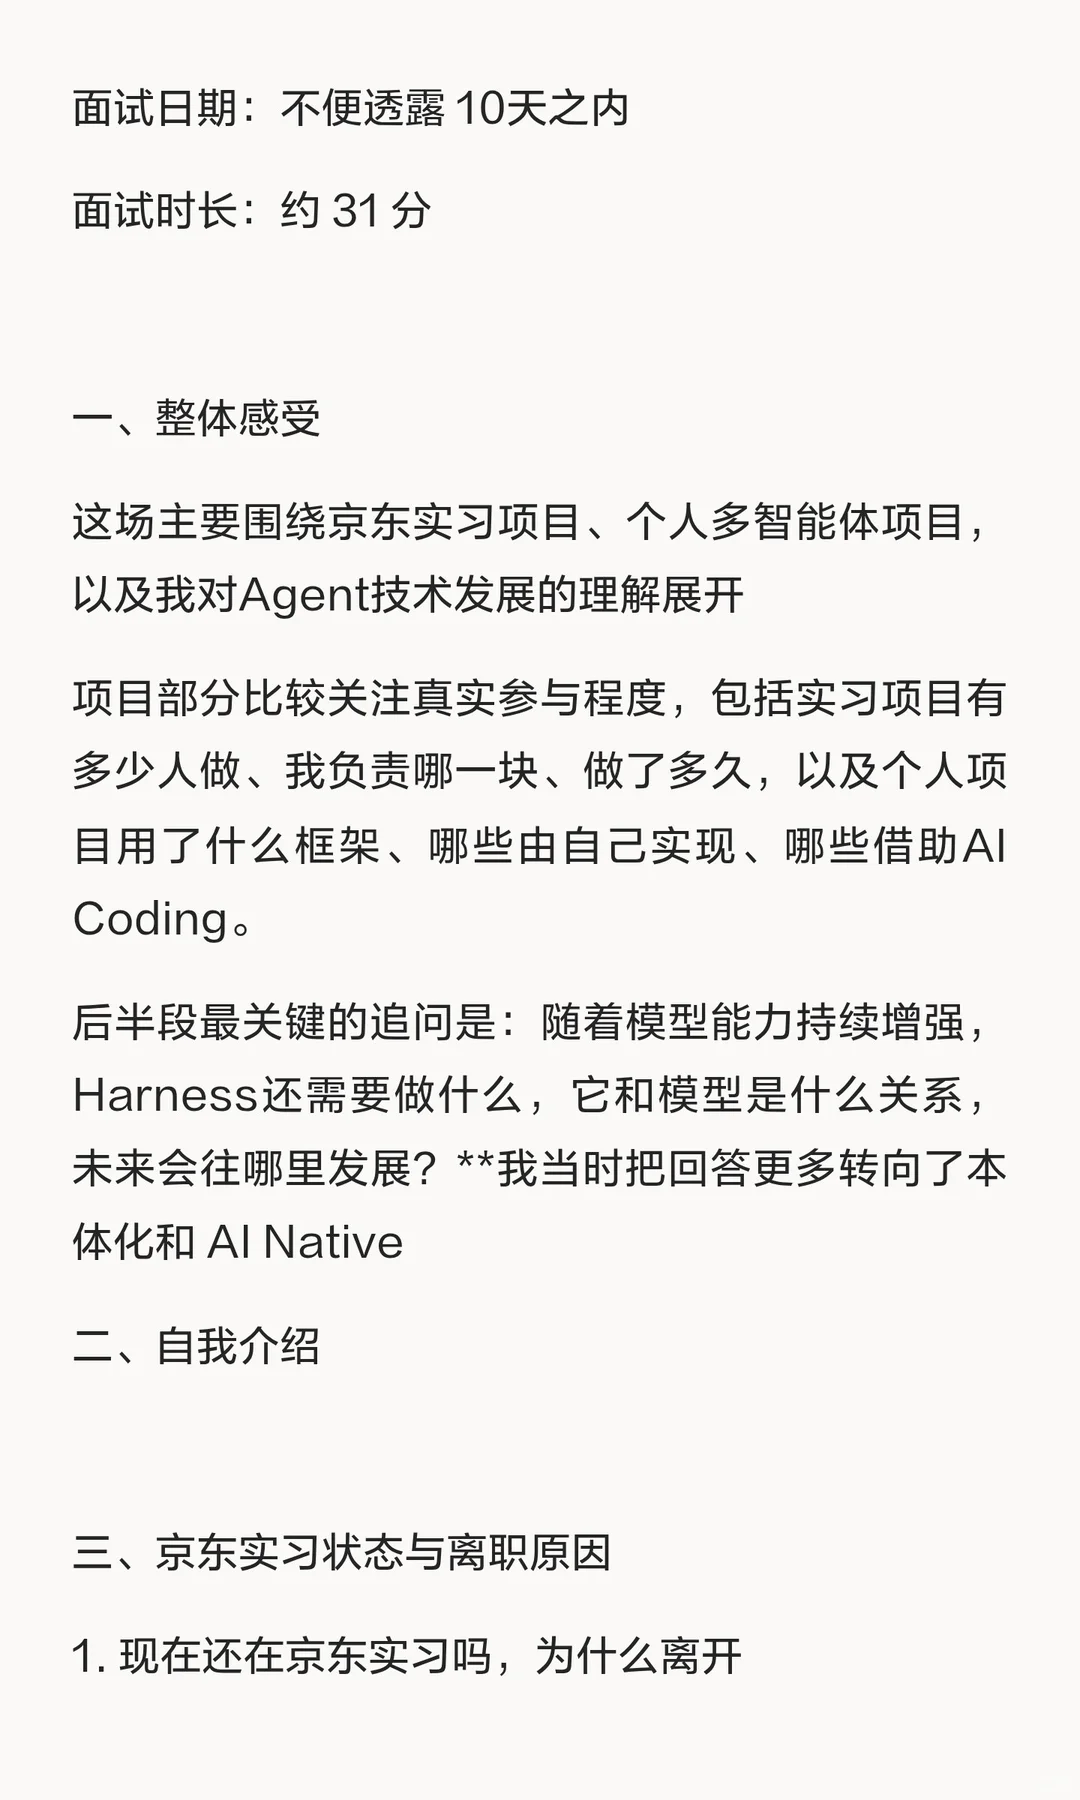 面试日期：不便透露 10天之内
面试时长：约 31 分
一、整体感受
这场主要围绕京东实习项目、个人多智能体项目，
以及我对Agent技术发展的理解展开
项目部分比较关注真实参与程度，包括实习项目有
多少人做、我负责哪一块、做了多久，以及个人项
目用了什么框架、哪些由自己实现、哪些借助AI
Coding。
后半段最关键的追问是：随着模型能力持续增强，
Harness还需要做什么，它和模型是什么关系，
未来会往哪里发展？**我当时把回答更多转向了本
体化和 AI Native
二、自我介绍
三、京东实习状态与离职原因
1. 现在还在京东实习吗，为什么离开